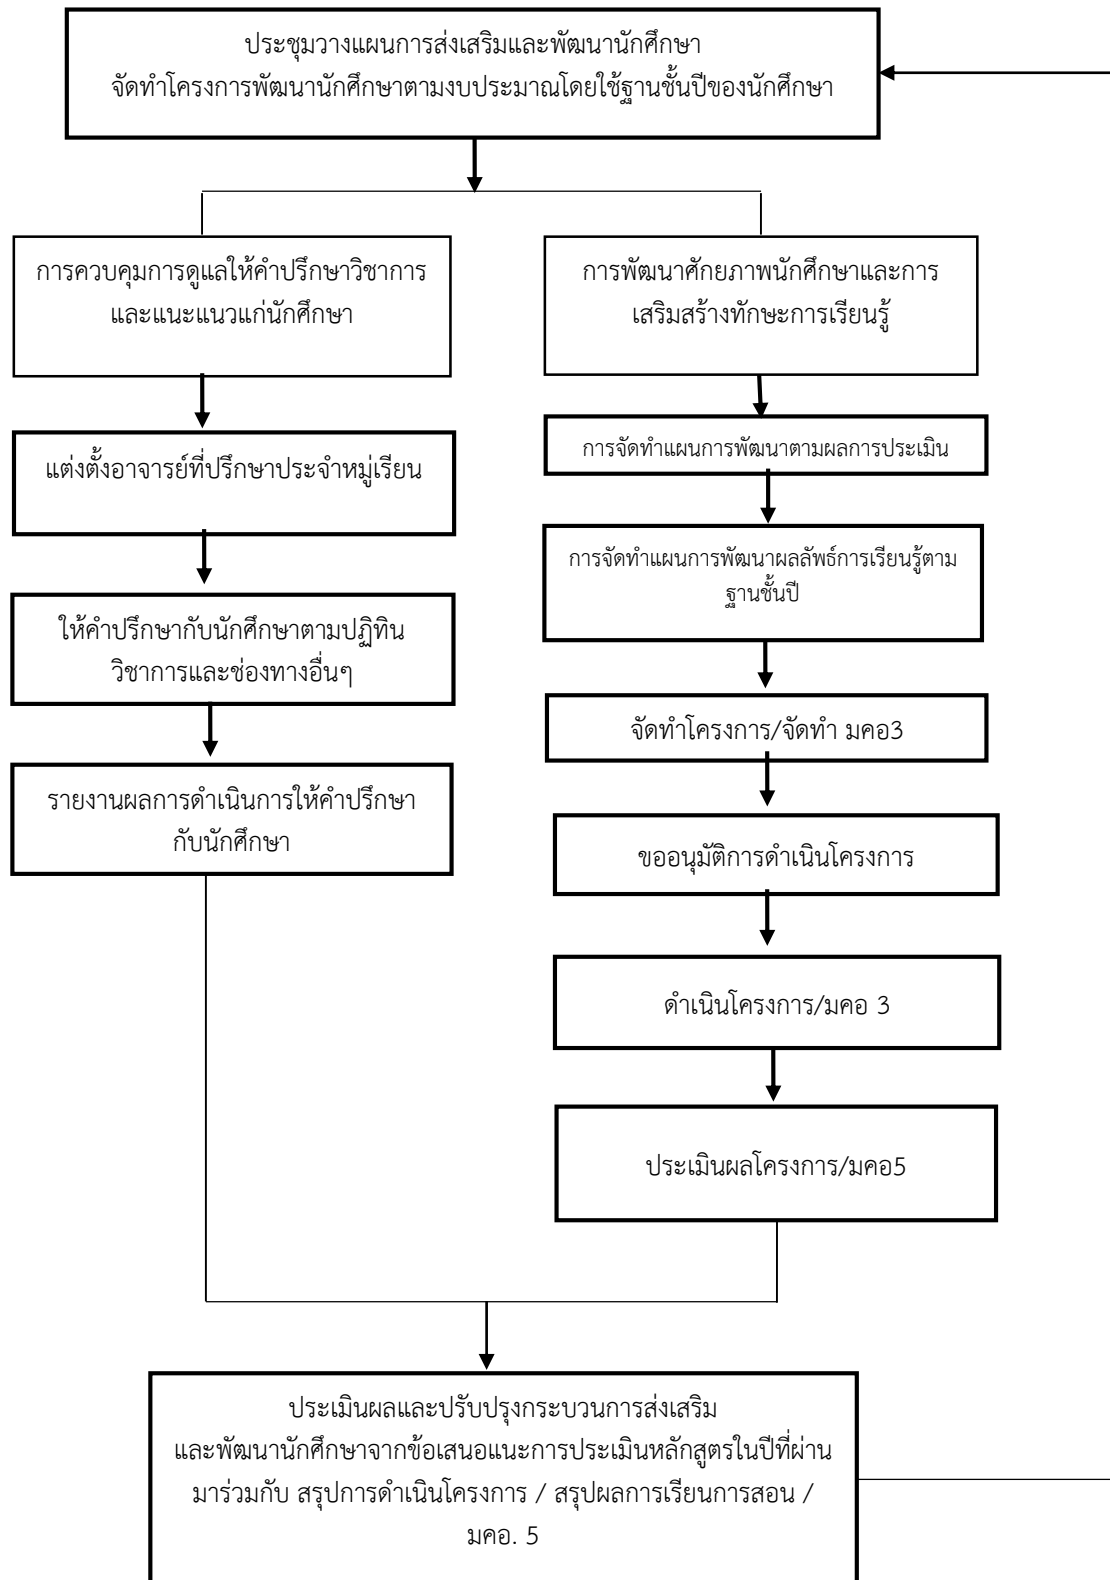 ประชุมวางแผนการส่งเสริมและพัฒนานักศึกษา
จัดทำโครงการพัฒนานักศึกษาตามงบประมาณโดยใช้ฐานชั้นปีของนักศึกษา
การควบคุมการดูแลให้คำปรึกษาวิชาการ
และแนะแนวแก่นักศึกษา
แต่งตั้งอาจารย์ที่ปรึกษาประจำหมู่เรียน
ให้คำปรึกษากับนักศึกษาตามปฏิทิน
วิชาการและช่องทางอื่นๆ
รายงานผลการดำเนินการให้คำปรึกษา
กับนักศึกษา
การพัฒนาศักยภาพนักศึกษาและการ
เสริมสร้างทักษะการเรียนรู้
การจัดทำแผนการพัฒนาตามผลการประเมิน
การจัดทำแผนการพัฒนาผลลัพธ์การเรียนรู้ตาม
ฐานชั้นปี
จัดทำโครงการ/จัดทำ มคอ3
ขออนุมัติการดำเนินโครงการ
ดำเนินโครงการ/มคอ 3
ประเมินผลโครงการ/มคอ5
ประเมินผลและปรับปรุงกระบวนการส่งเสริม
และพัฒนานักศึกษาจากข้อเสนอแนะการประเมินหลักสูตรในปีที่ผ่าน
มาร่วมกับ สรุปการดำเนินโครงการ / สรุปผลการเรียนการสอน /
มคอ. 5